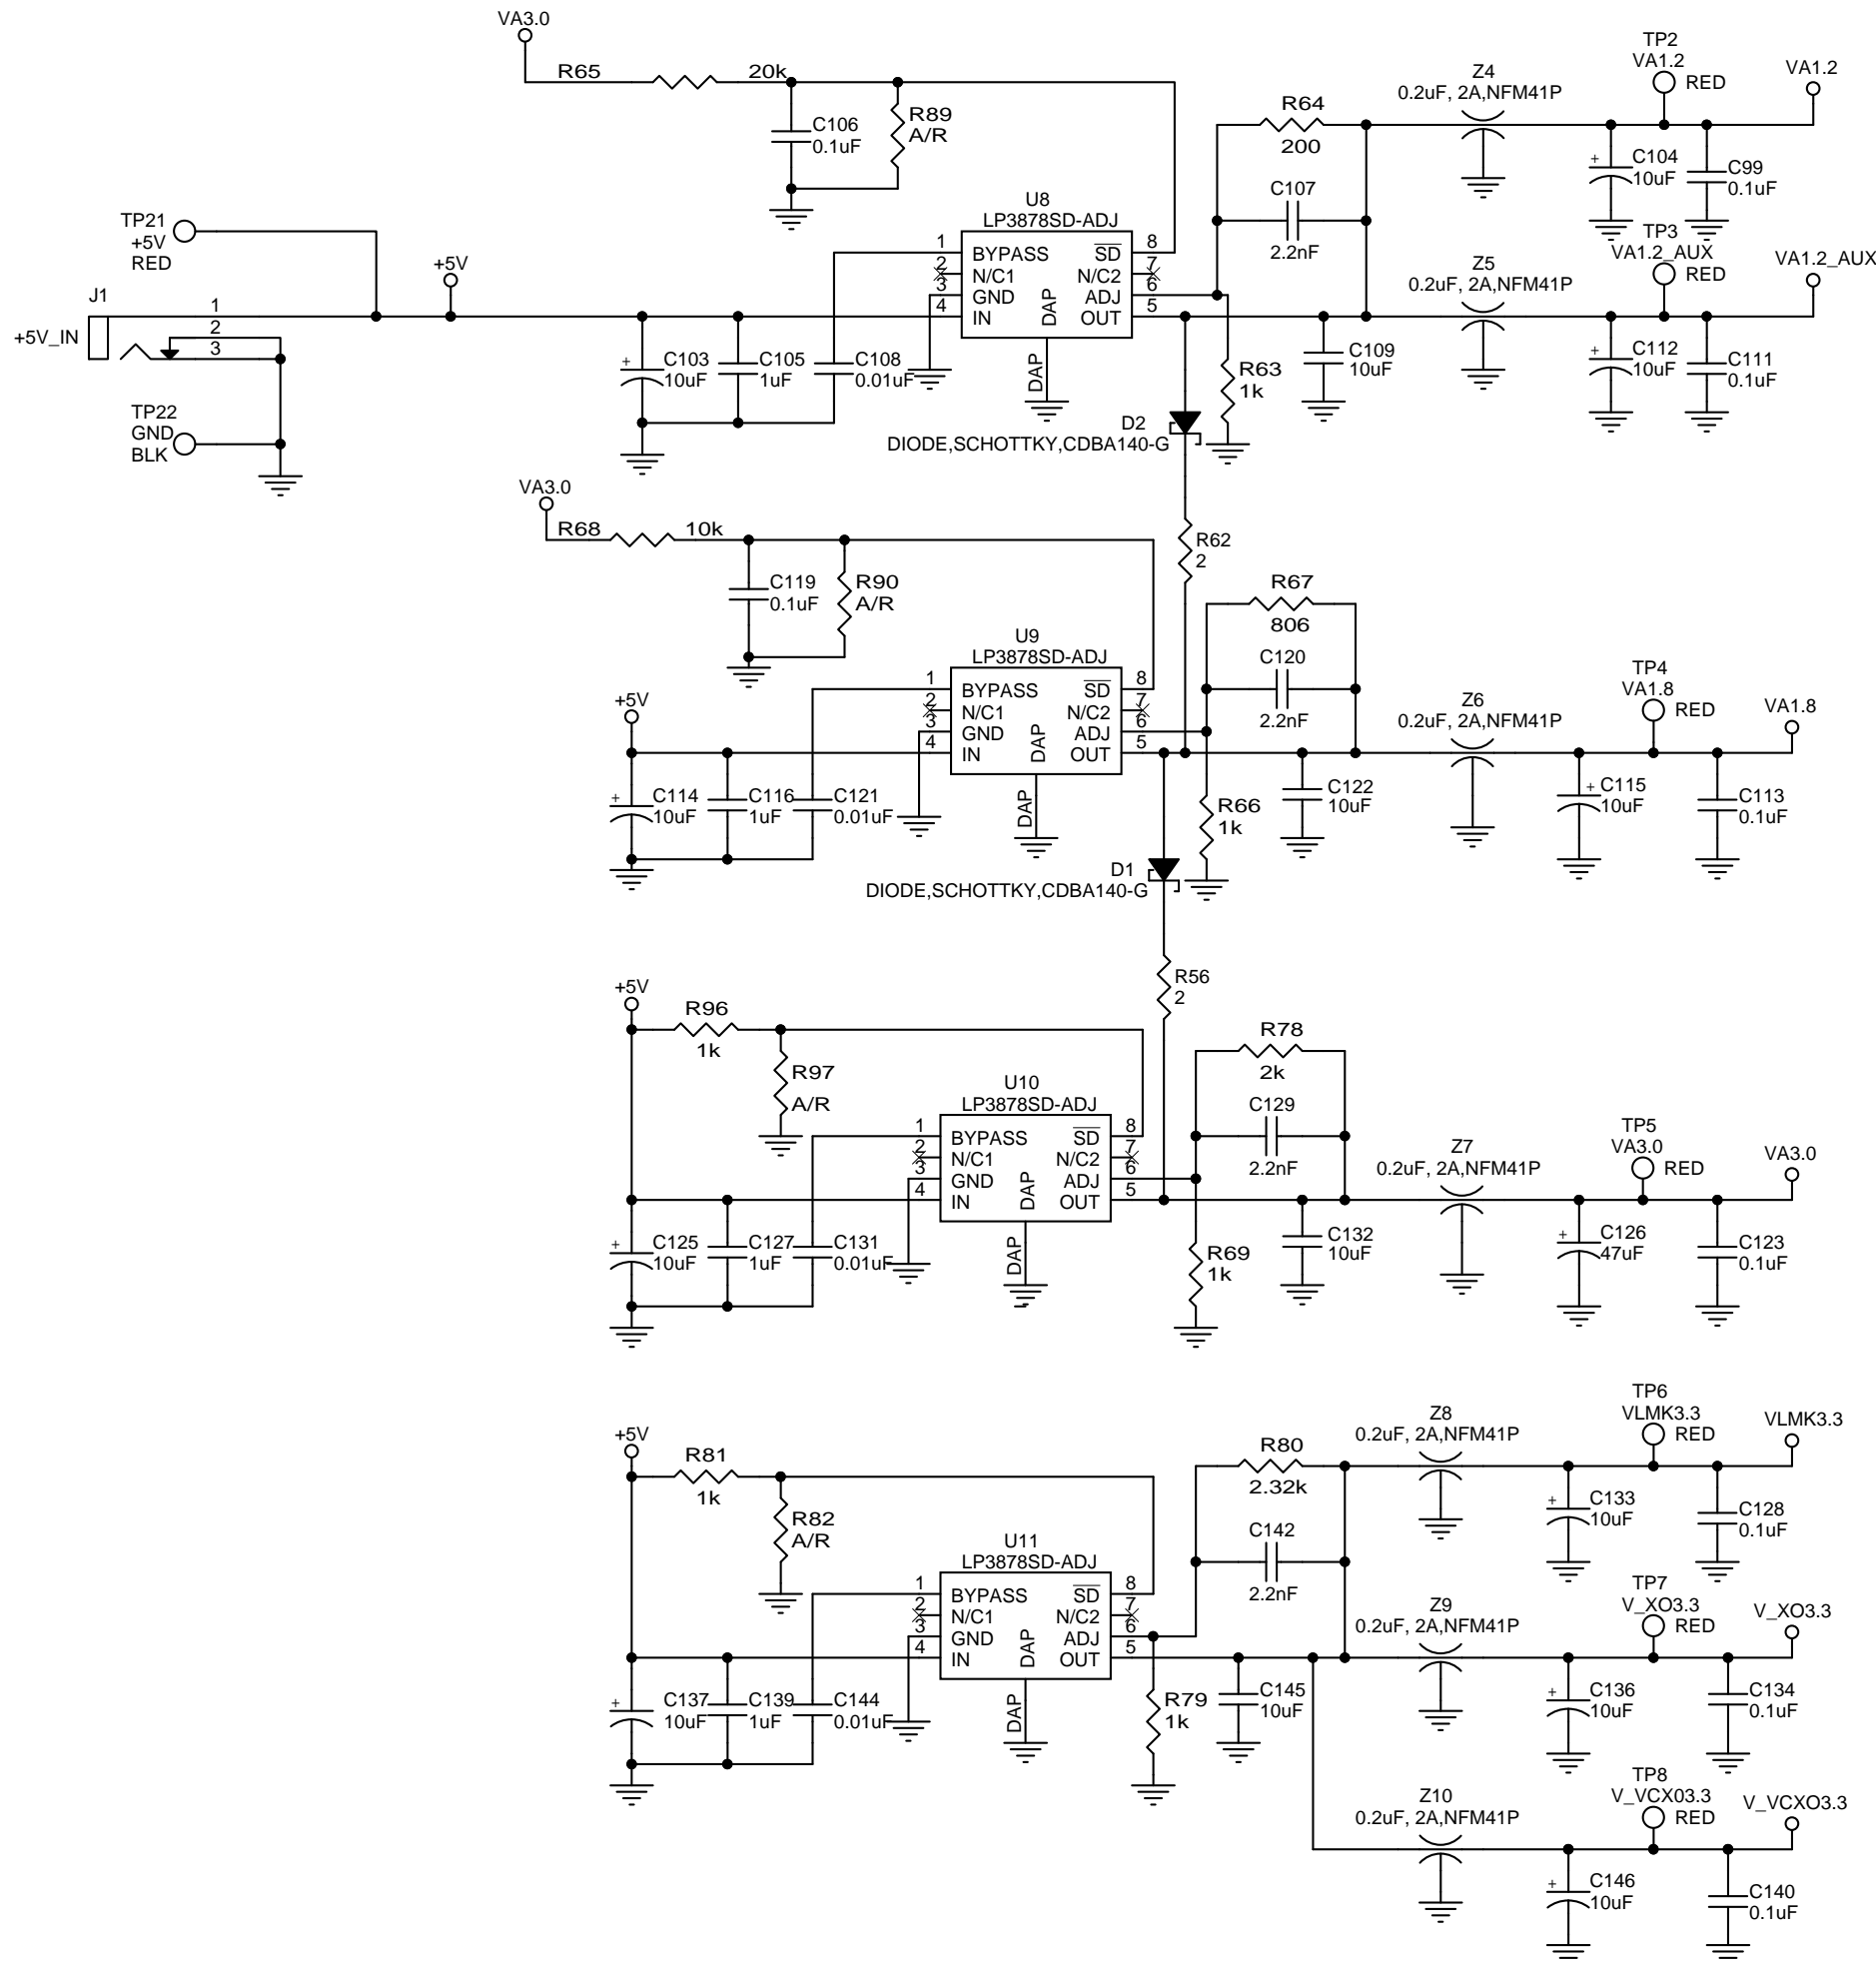 VA3.0
R65 20k
C106
0.1uF
R89
A/R
U8
LP3878SD-ADJ
1 BYPASS
2 N/C1
3 GND
4 IN
DAP
SD 8
N/C2 7
ADJ 6
OUT 5
DAP
R64
200
C107
2.2nF
Z4
0.2uF, 2A,NFM41P
TP2
VA1.2
RED
VA1.2
+ C104
10uF
C99
0.1uF
TP21
+5V
RED
+5V
J1
+5V_IN
1
2
3
TP22
GND
BLK
+ C103
10uF
C105
1uF
C108
0.01uF
R63
1k
C109
10uF
Z5
0.2uF, 2A,NFM41P
TP3
VA1.2_AUX
RED
VA1.2_AUX
+ C112
10uF
C111
0.1uF
D2
DIODE,SCHOTTKY,CDBA140-G
R62
2
VA3.0
R68 10k
C119
0.1uF
R90
A/R
U9
LP3878SD-ADJ
1 BYPASS
2 N/C1
3 GND
4 IN
DAP
SD 8
N/C2 7
ADJ 6
OUT 5
DAP
R67
806
C120
2.2nF
+5V
+ C114
10uF
C116
1uF
C121
0.01uF
R66
1k
C122
10uF
Z6
0.2uF, 2A,NFM41P
TP4
VA1.8
RED
VA1.8
+ C115
10uF
C113
0.1uF
D1
DIODE,SCHOTTKY,CDBA140-G
R56
2
+5V
R96
1k
R97
A/R
U10
LP3878SD-ADJ
1 BYPASS
2 N/C1
3 GND
4 IN
DAP
SD 8
N/C2 7
ADJ 6
OUT 5
DAP
R78
2k
C129
2.2nF
+ C125
10uF
C127
1uF
C131
0.01uF
R69
1k
C132
10uF
Z7
0.2uF, 2A,NFM41P
TP5
VA3.0
RED
VA3.0
+ C126
47uF
C123
0.1uF
+5V
R81
1k
R82
A/R
U11
LP3878SD-ADJ
1 BYPASS
2 N/C1
3 GND
4 IN
DAP
SD 8
N/C2 7
ADJ 6
OUT 5
DAP
R80
2.32k
C142
2.2nF
Z8
0.2uF, 2A,NFM41P
TP6
VLMK3.3
RED
VLMK3.3
+ C133
10uF
C128
0.1uF
+ C137
10uF
C139
1uF
C144
0.01uF
R79
1k
C145
10uF
Z9
0.2uF, 2A,NFM41P
TP7
V_XO3.3
RED
V_XO3.3
+ C136
10uF
C134
0.1uF
Z10
0.2uF, 2A,NFM41P
TP8
V_VCX03.3
RED
V_VCXO3.3
+ C146
10uF
C140
0.1uF